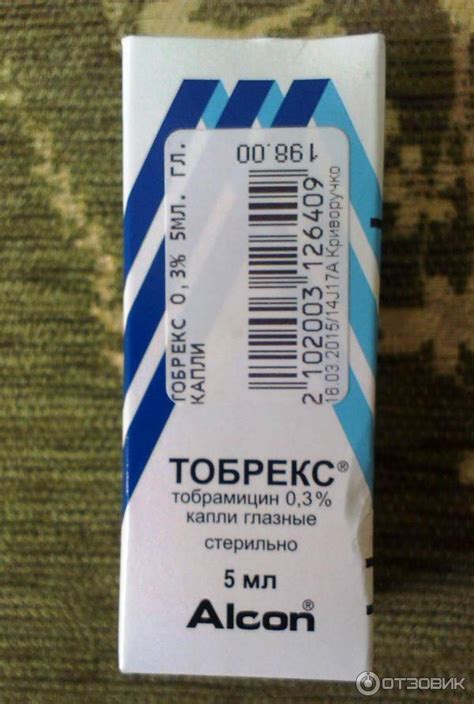 ТОБРЕКС 0,3% 5МЛ. ГЛ.
КАПЛИ
198.00
2 102003 126409
16.03.2015/14J17A Криворучко
ТОБРЕКС®
тобрамицин 0,3%
капли глазные
стерильно
5 мл
Alcon®
ОТЗОВИК